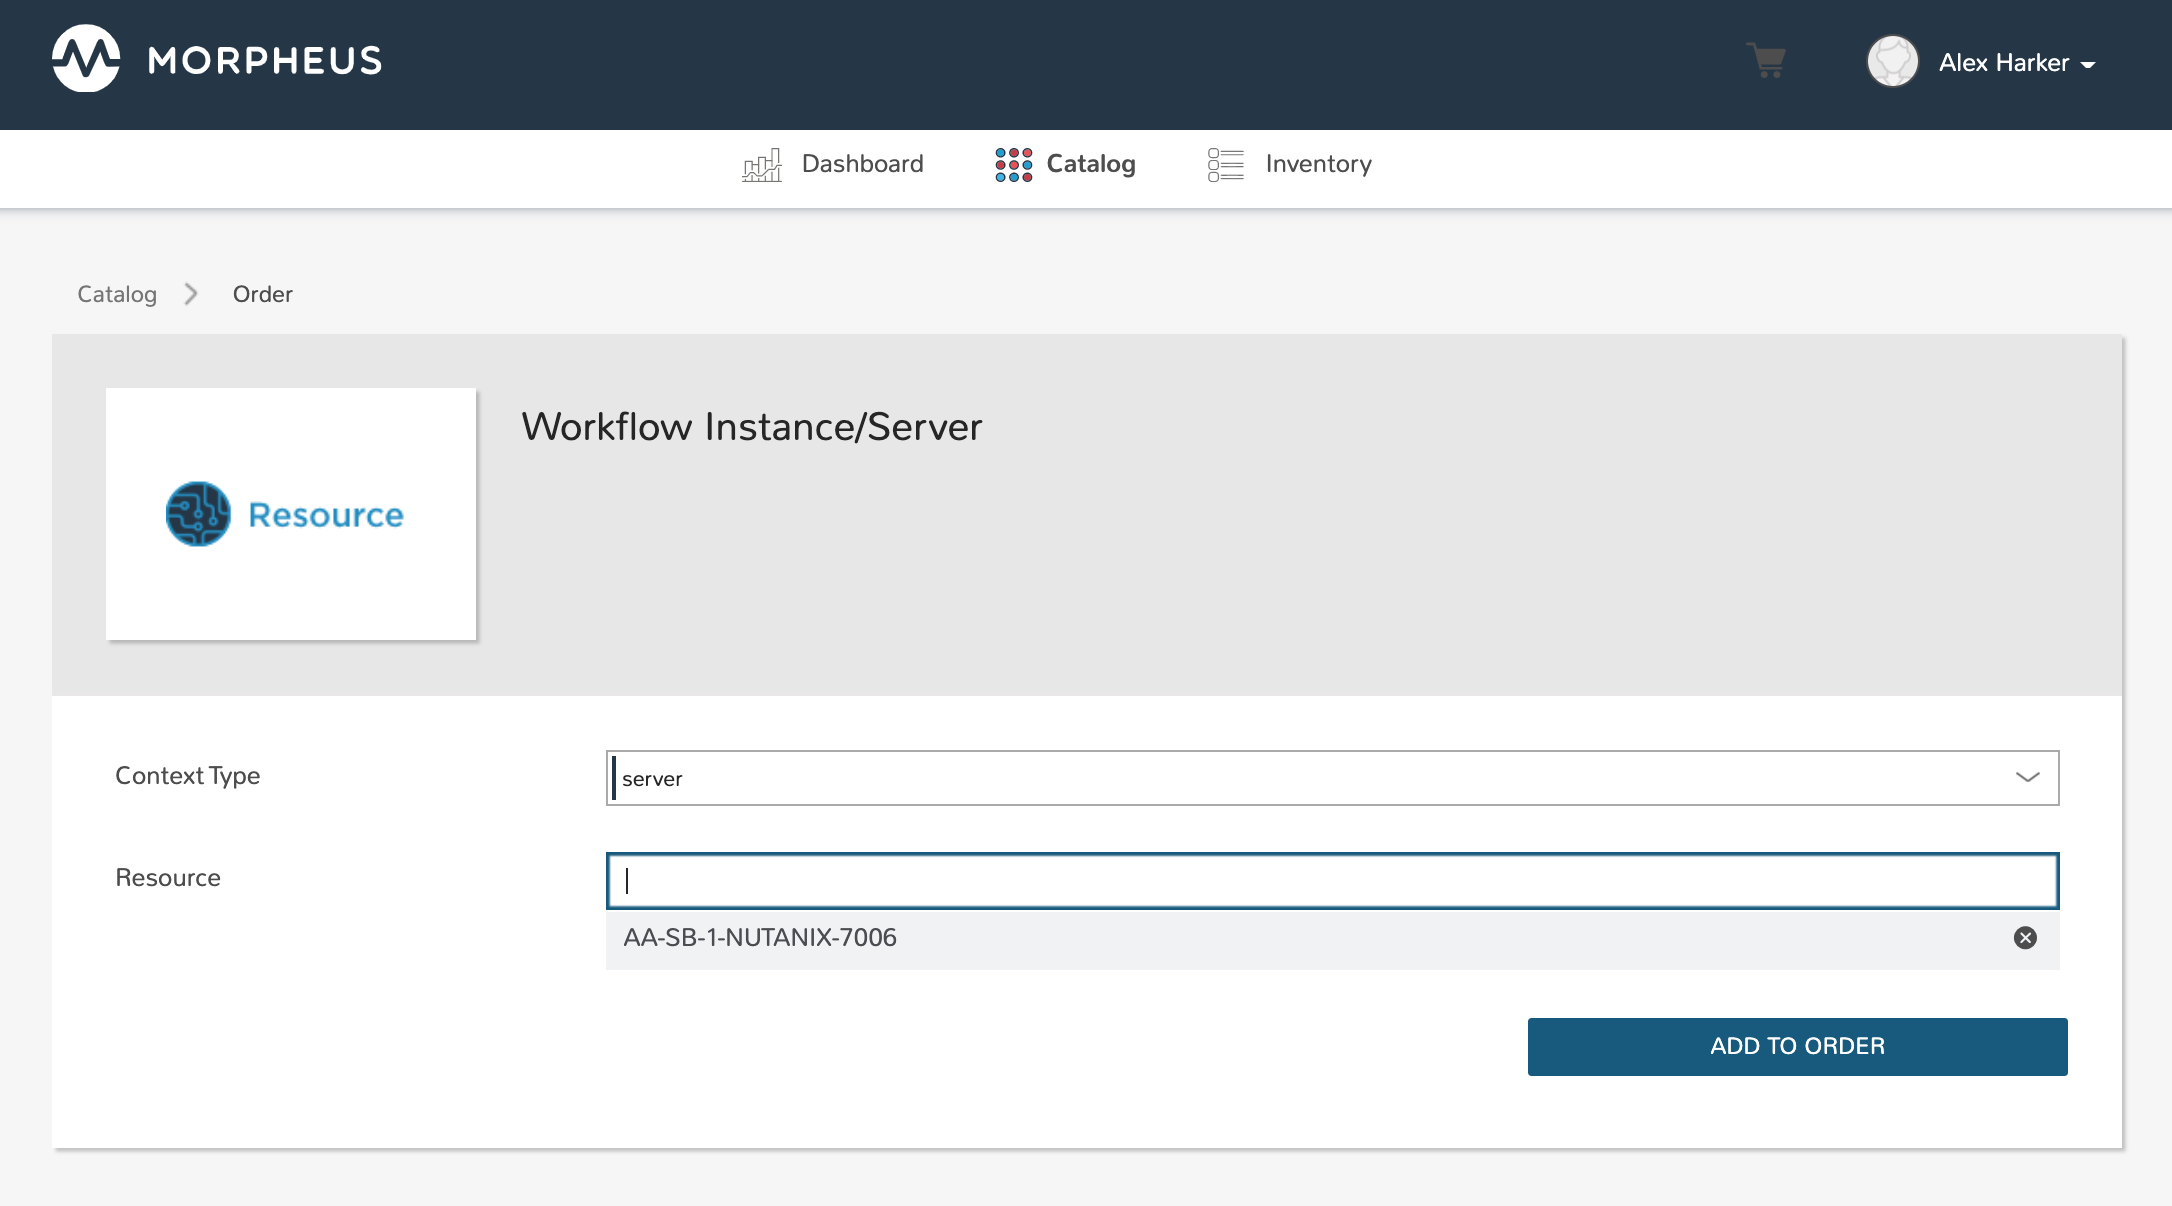 MORPHEUS
Alex Harker
Dashboard
Catalog
Inventory
Catalog
Order
Resource
Workflow Instance/Server
Context Type
server
Resource
AA-SB-1-NUTANIX-7006
ADD TO ORDER